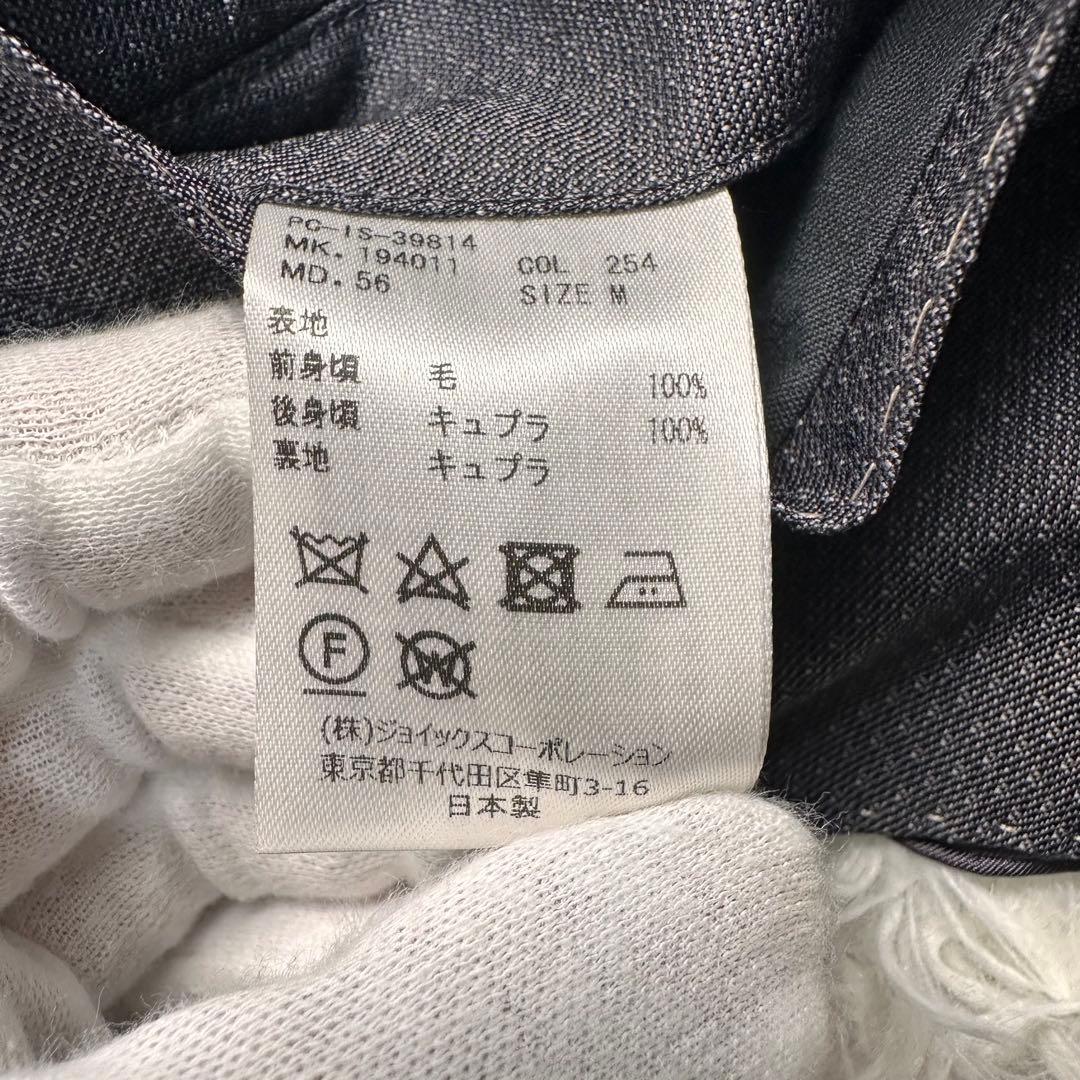 PC-IS-39814
MK. 194011 COL 254
MD. 56 SIZE M
表地
前身頃 毛 100%
後身頃 キュプラ 100%
裏地 キュプラ
F
W
(株)ジョイックスコーポレーション
東京都千代田区隼町3-16
日本製